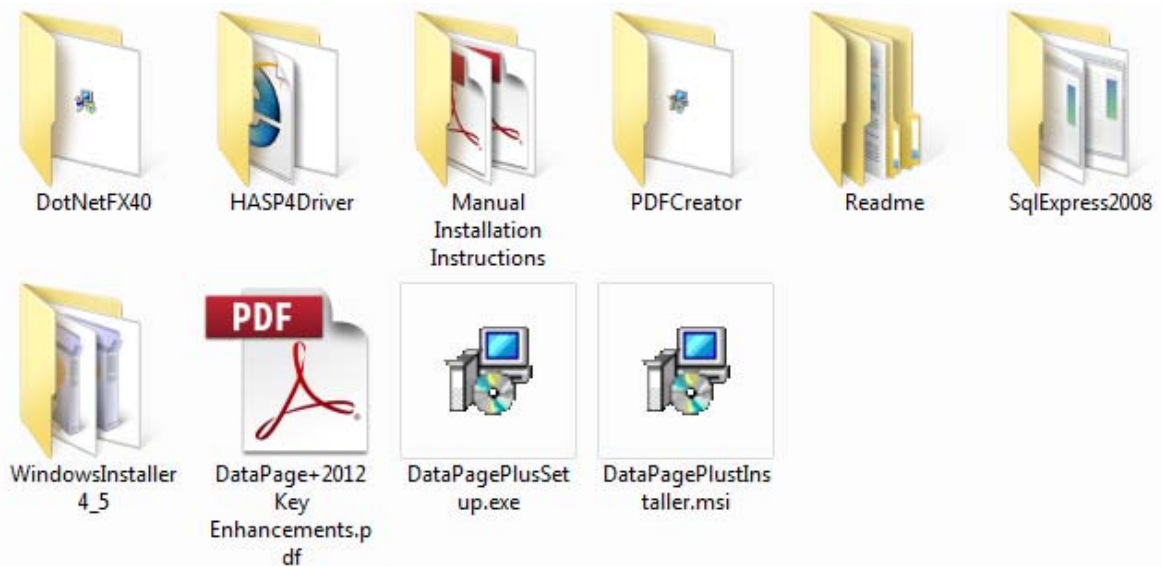 DotNetFX40
HASP4Driver
Manual
Installation
Instructions
PDFCreator
Readme
SqlExpress2008
WindowsInstaller
4_5
PDF
DataPage+2012
Key
Enhancements.p
df
DataPagePlusSet
up.exe
DataPagePlustIns
taller.msi